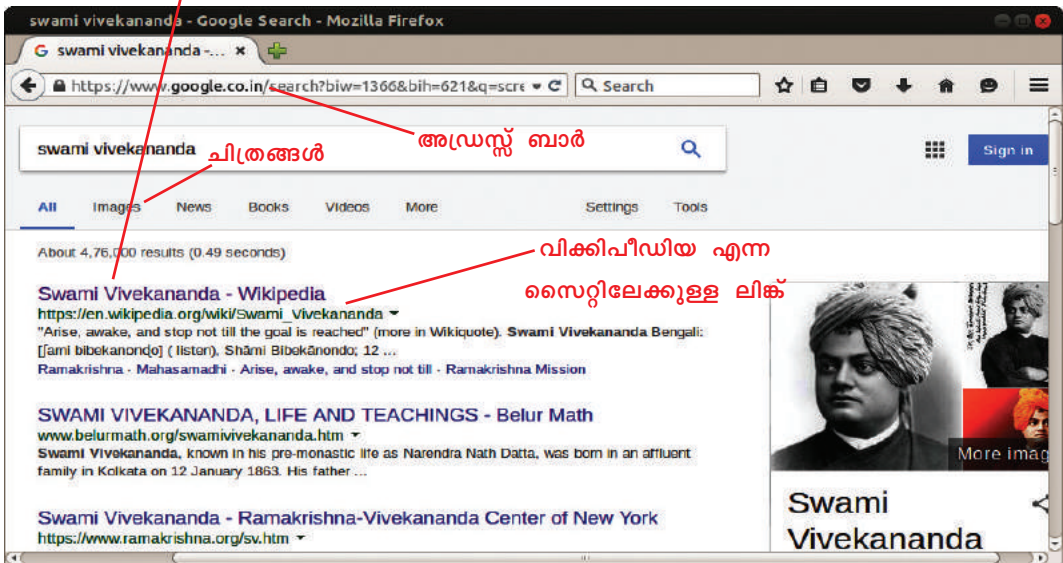 swami vivekananda - Google Search - Mozilla Firefox
G swami vivekananda -... ×
https://www.google.co.in/search?biw=1366&bih=621&q=scre Search
അഡ്രസ്സ് ബാർ
swami vivekananda
ചിത്രങ്ങൾ
Sign in
All Images News Books Videos More Settings Tools
About 4,76,000 results (0.49 seconds)
വിക്കിപീഡിയ എന്ന
സൈറ്റിലേക്കുള്ള ലിങ്ക്
Swami Vivekananda - Wikipedia
https://en.wikipedia.org/wiki/Swami_Vivekananda
"Arise, awake, and stop not till the goal is reached" (more in Wikiquote). Swami Vivekananda Bengali:
[ʃami bibekanondo] ( listen), Shāmi Bibekānondo; 12 ...
Ramakrishna - Mahasamadhi - Arise, awake, and stop not till - Ramakrishna Mission
SWAMI VIVEKANANDA, LIFE AND TEACHINGS - Belur Math
www.belurmath.org/swamivivekananda.htm
Swami Vivekananda, known in his pre-monastic life as Narendra Nath Datta, was born in an affluent
family in Kolkata on 12 January 1863. His father ...
Swami Vivekananda - Ramakrishna-Vivekananda Center of New York
https://www.ramakrishna.org/sv.htm
More imag
Swami
Vivekananda